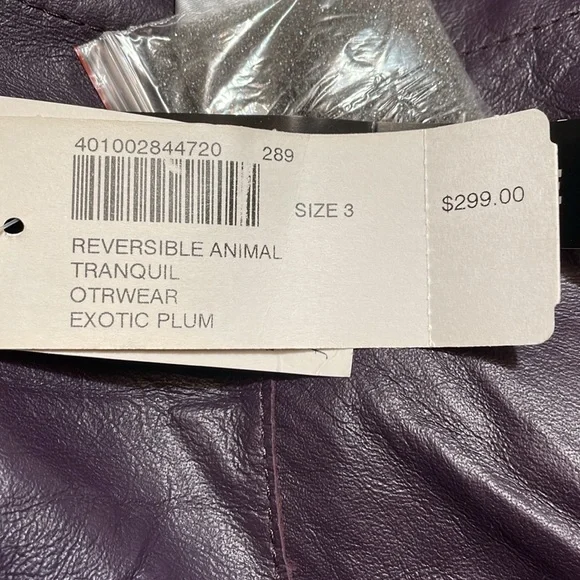 401002844720 289
SIZE 3
$299.00
REVERSIBLE ANIMAL
TRANQUIL
OTRWEAR
EXOTIC PLUM